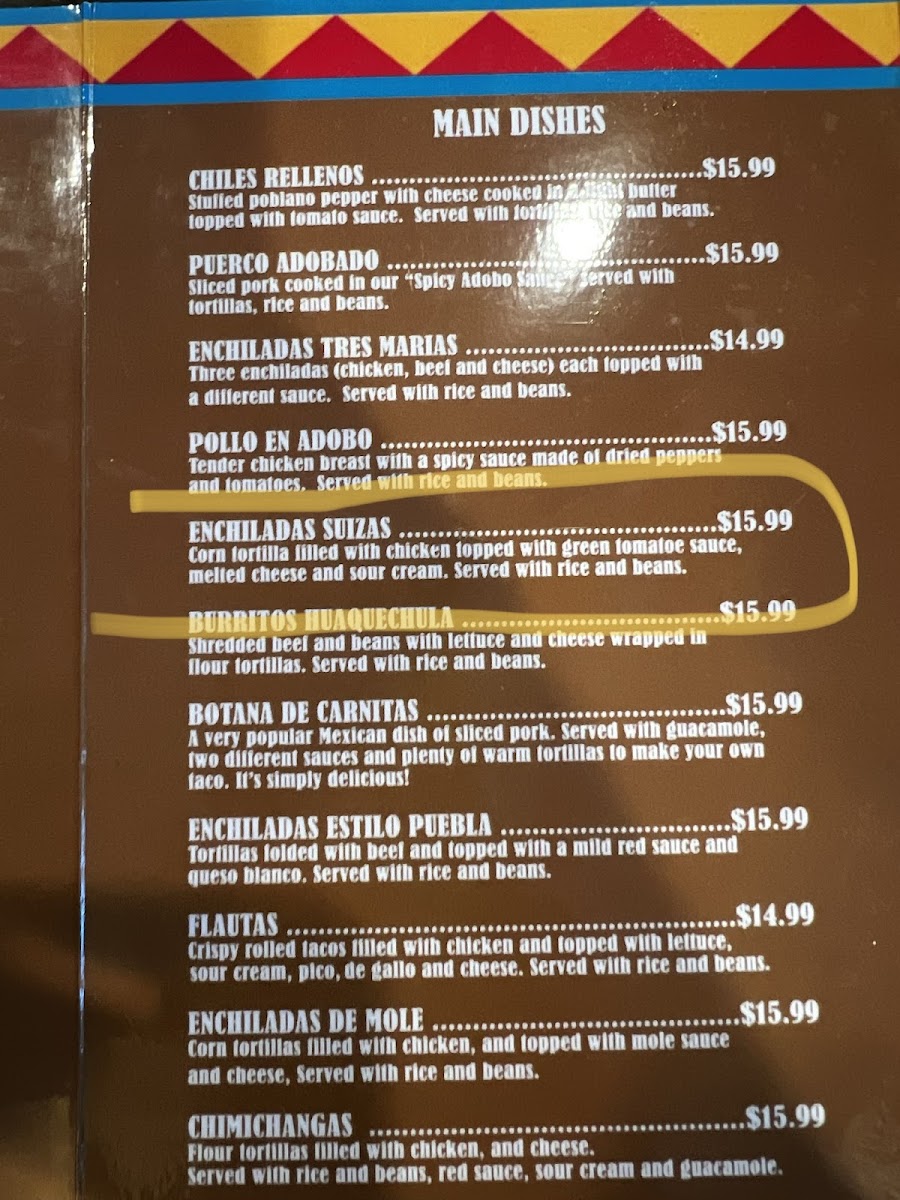 MAIN DISHES
CHILES RELLENOS ...........................................$15.99
Stuffed poblano pepper with cheese cooked in a light butter
topped with tomato sauce. Served with tortillas, rice and beans.
PUERCO ADOBADO .........................................$15.99
Sliced pork cooked in our "Spicy Adobo Sauce" served with
tortillas, rice and beans.
ENCHILADAS TRES MARIAS ...............................$14.99
Three enchiladas (chicken, beef and cheese) each topped with
a different sauce. Served with rice and beans.
POLLO EN ADOBO ..........................................$15.99
Tender chicken breast with a spicy sauce made of dried peppers
and tomatoes. Served with rice and beans.
ENCHILADAS SUIZAS ........................................$15.99
Corn tortilla filled with chicken topped with green tomatoe sauce,
melted cheese and sour cream. Served with rice and beans.
BURRITOS HUAQUECHULA .................................$15.99
Shredded beef and beans with lettuce and cheese wrapped in
flour tortillas. Served with rice and beans.
BOTANA DE CARNITAS ......................................$15.99
A very popular Mexican dish of sliced pork. Served with guacamole,
two different sauces and plenty of warm tortillas to make your own
taco. It's simply delicious!
ENCHILADAS ESTILO PUEBLA .............................$15.99
Tortillas folded with beef and topped with a mild red sauce and
queso blanco. Served with rice and beans.
FLAUTAS .........................................................$14.99
Crispy rolled tacos filled with chicken and topped with lettuce,
sour cream, pico, de gallo and cheese. Served with rice and beans.
ENCHILADAS DE MOLE .......................................$15.99
Corn tortillas filled with chicken, and topped with mole sauce
and cheese, Served with rice and beans.
CHIMICHANGAS ................................................$15.99
Flour tortillas filled with chicken, and cheese.
Served with rice and beans, red sauce, sour cream and guacamole.